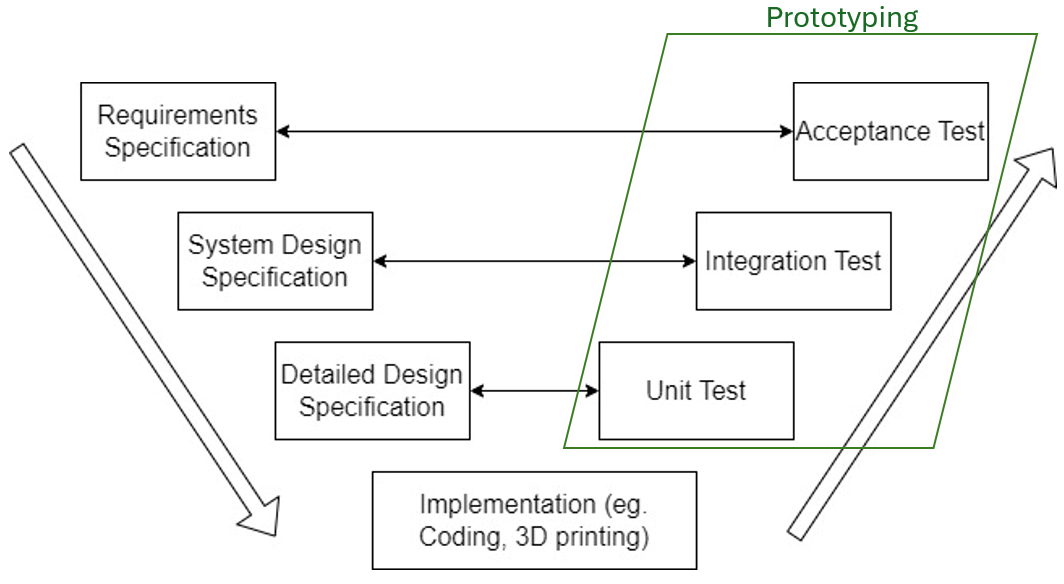 Prototyping
Requirements
Specification
Acceptance Test
System Design
Specification
Integration Test
Detailed Design
Specification
Unit Test
Implementation (eg.
Coding, 3D printing)